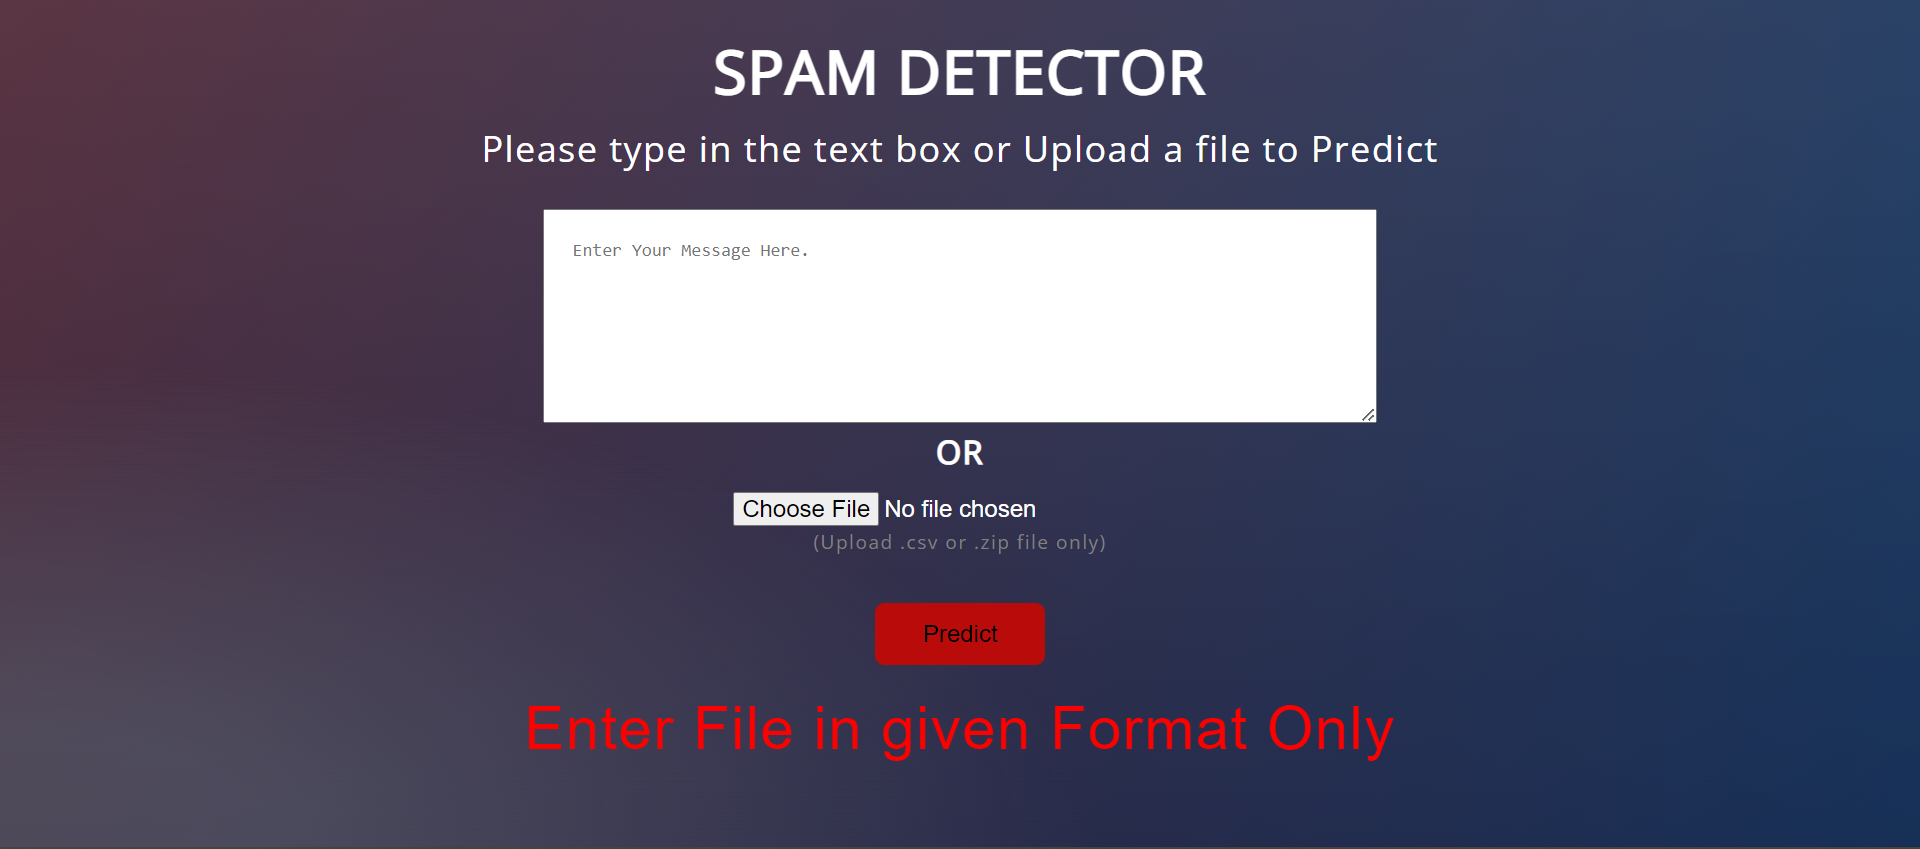 SPAM DETECTOR
Please type in the text box or Upload a file to Predict
Enter Your Message Here.
OR
Choose File No file chosen
(Upload .csv or .zip file only)
Predict
Enter File in given Format Only